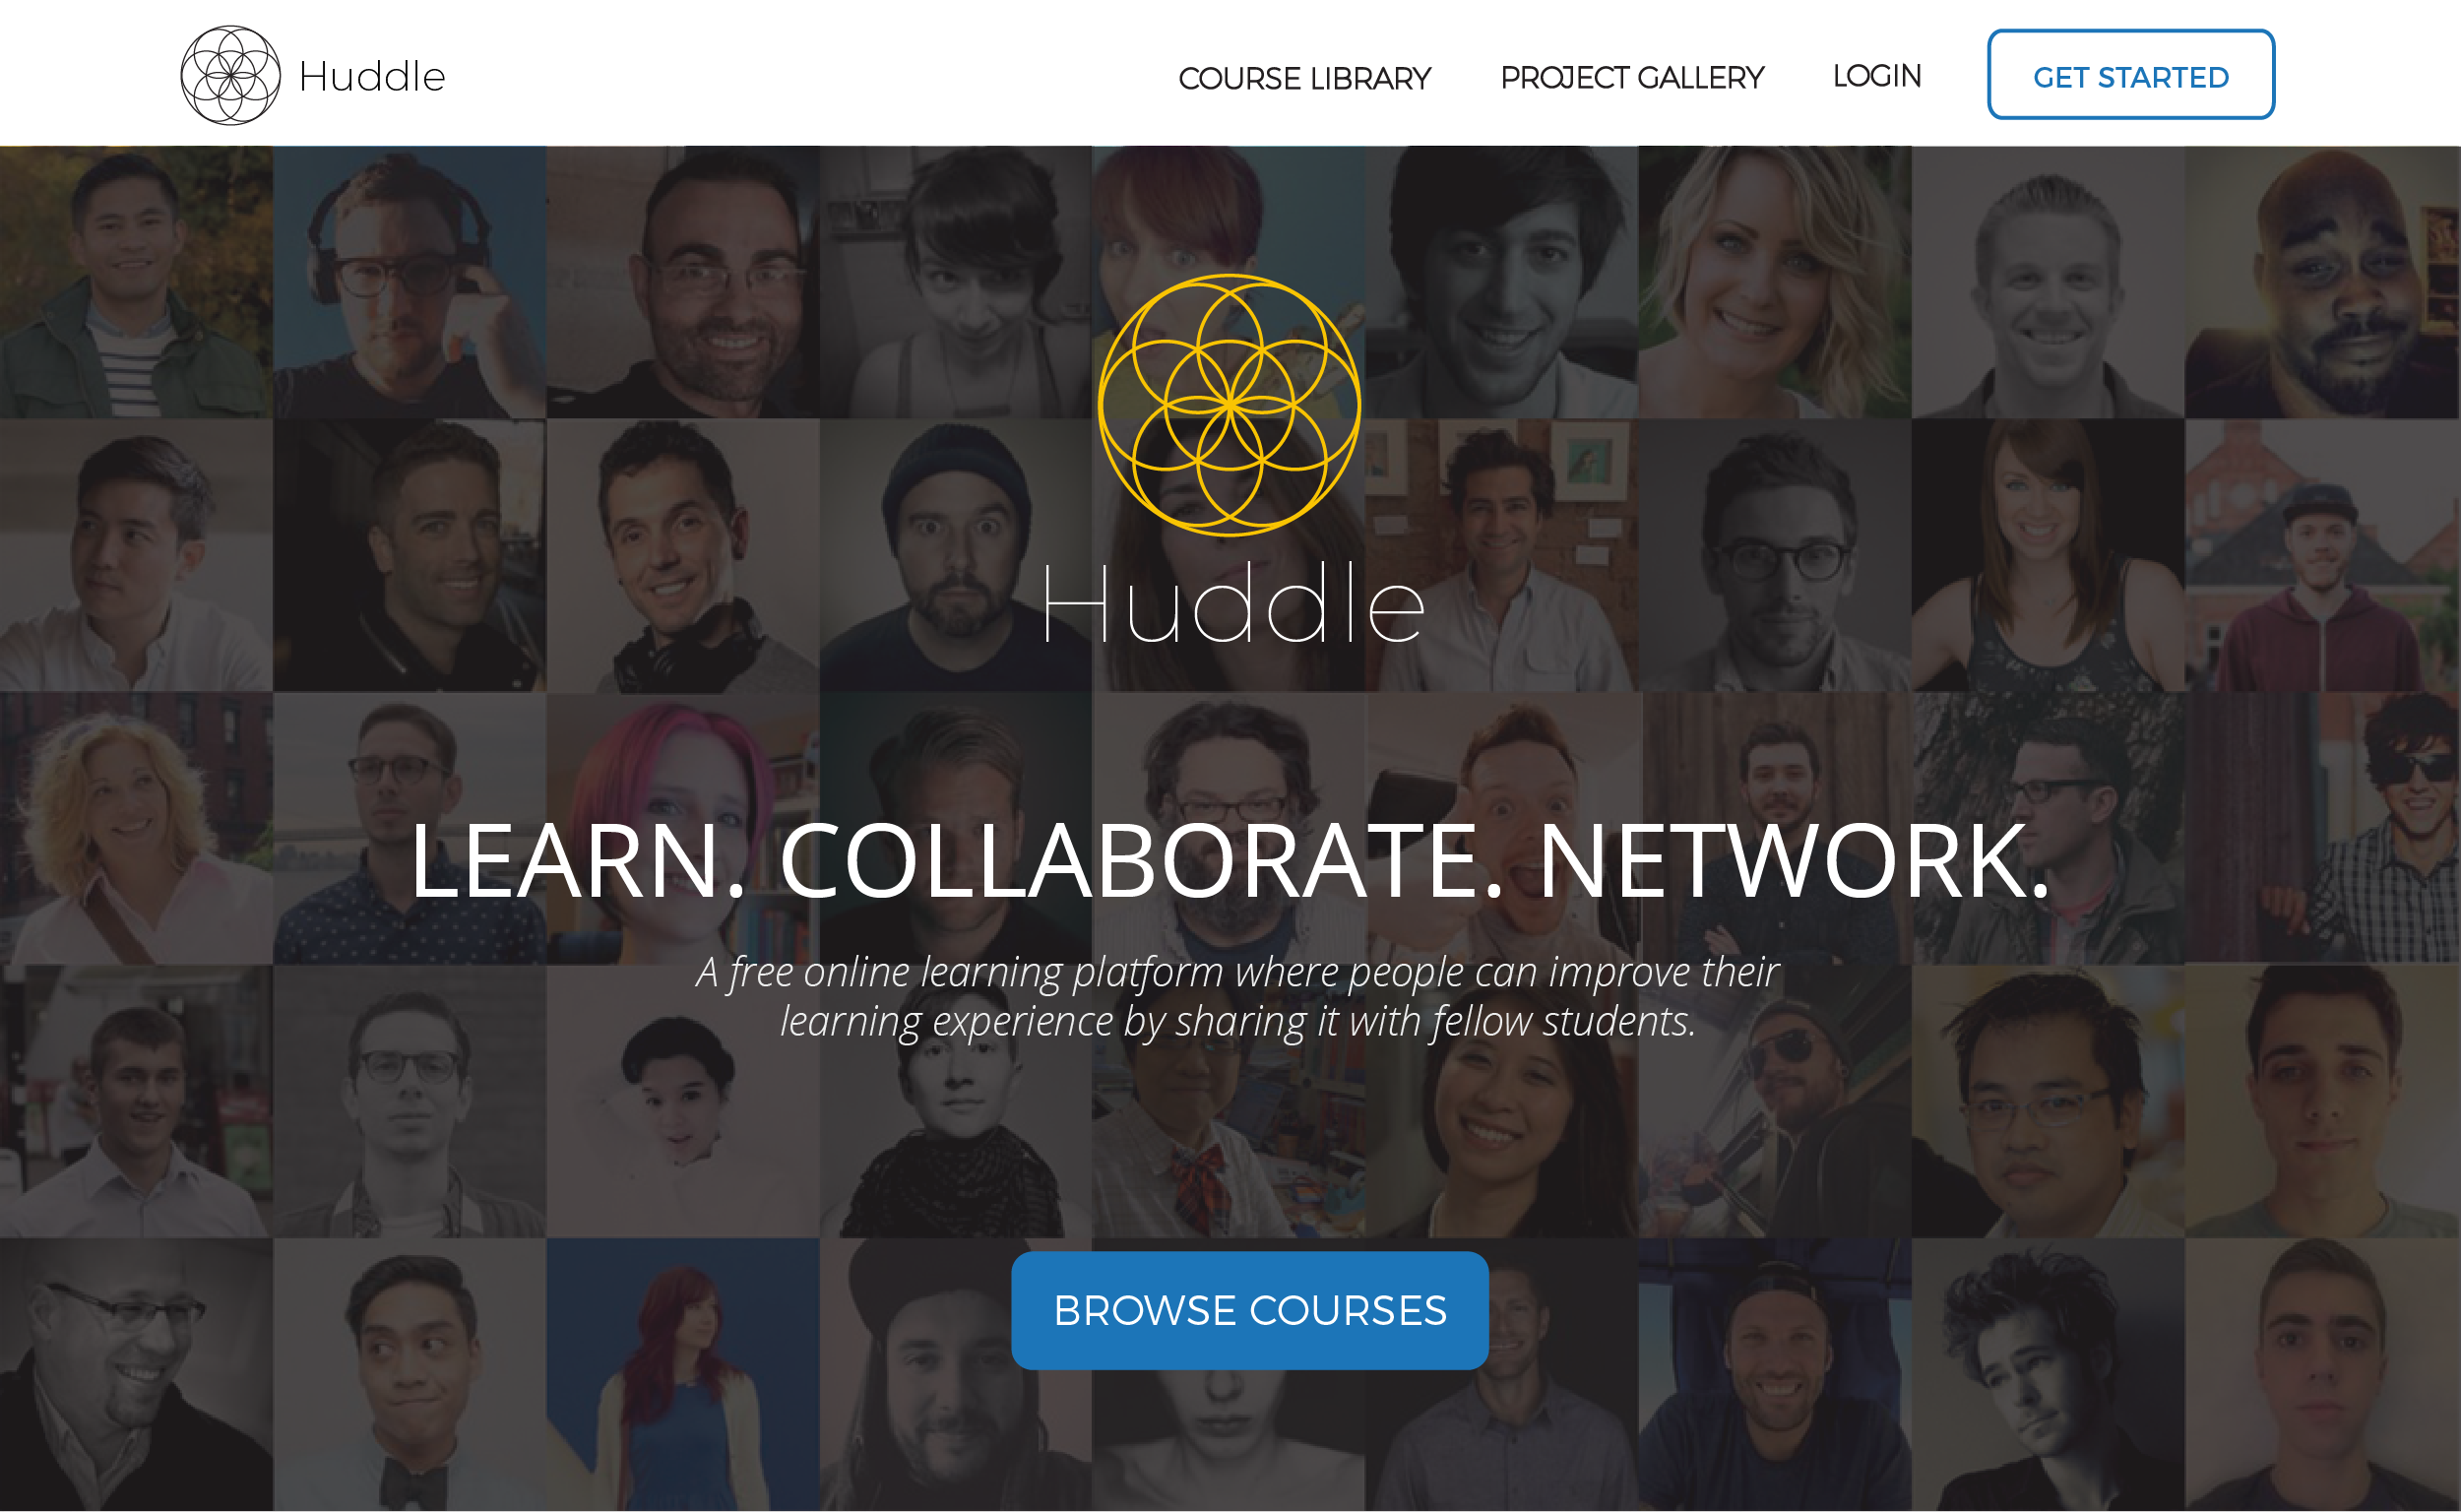 Huddle
COURSE LIBRARY
PROJECT GALLERY
LOGIN
GET STARTED
Huddle
LEARN. COLLABORATE. NETWORK.
A free online learning platform where people can improve their
learning experience by sharing it with fellow students.
BROWSE COURSES